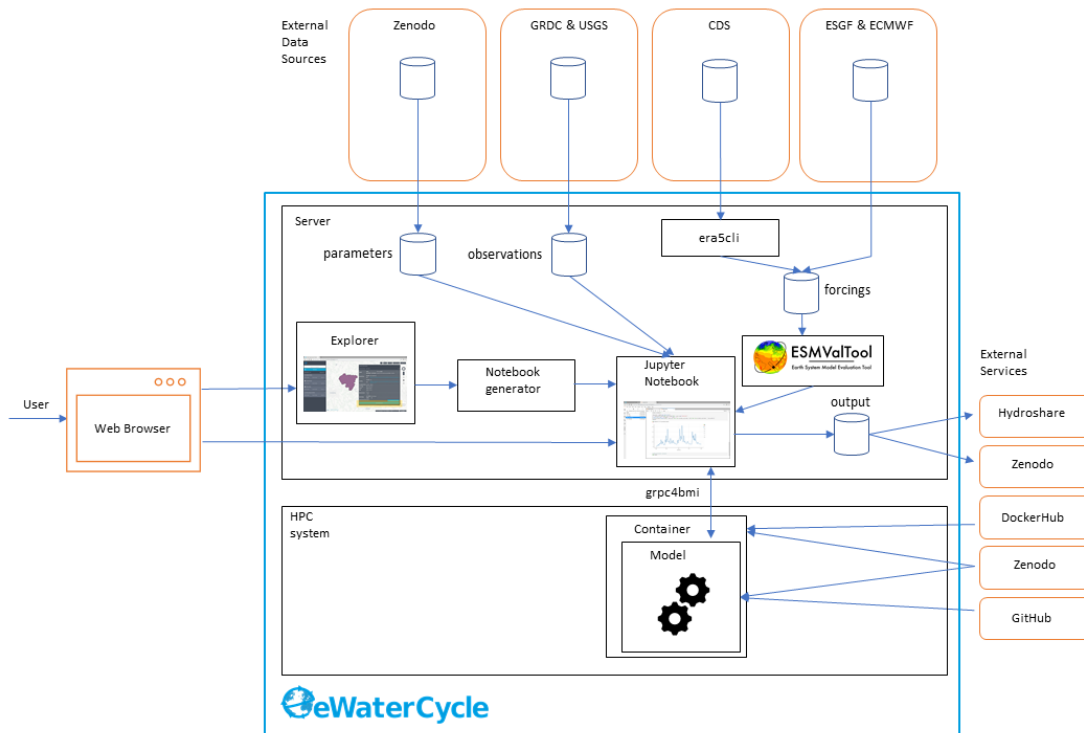 External
Data
Sources
Zenodo
GRDC & USGS
CDS
ESGF & ECMWF
Server
parameters
observations
era5cli
forcings
Explorer
Notebook
generator
Jupyter
Notebook
ESMValTool
Earth System Model Evaluation Tool
output
External
Services
User
Web Browser
Hydroshare
Zenodo
grpc4bmi
HPC
system
Container
Model
DockerHub
Zenodo
GitHub
eWaterCycle